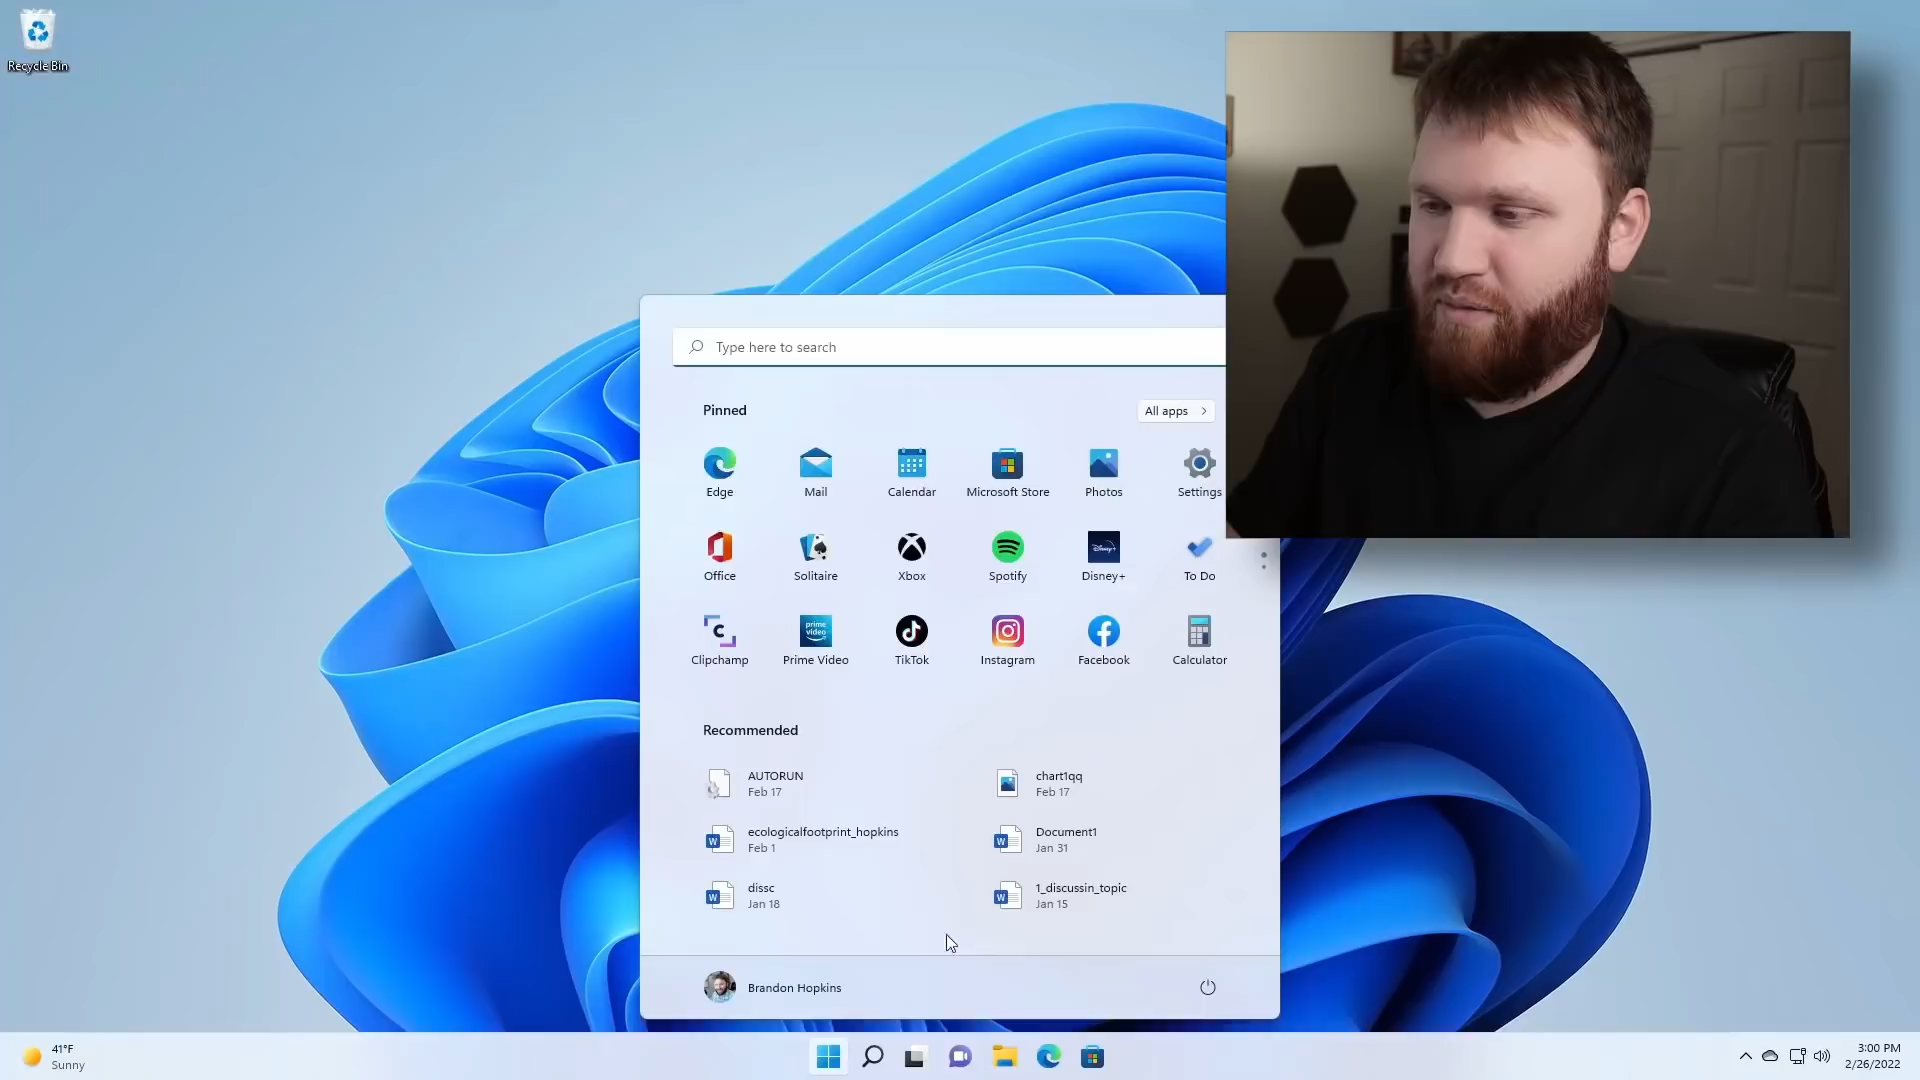 Recycle Bin
Type here to search
Pinned
All apps
Edge
Mail
Calendar
Microsoft Store
Photos
Settings
Office
Solitaire
Xbox
Spotify
Disney+
To Do
Clipchamp
Prime Video
TikTok
Instagram
Facebook
Calculator
Recommended
AUTORUN
Feb 17
chart1qq
Feb 17
ecologicalfootprint_hopkins
Feb 1
Document1
Jan 31
dissc
Jan 18
1_discussin_topic
Jan 15
Brandon Hopkins
41°F
Sunny
3:00 PM
2/26/2022